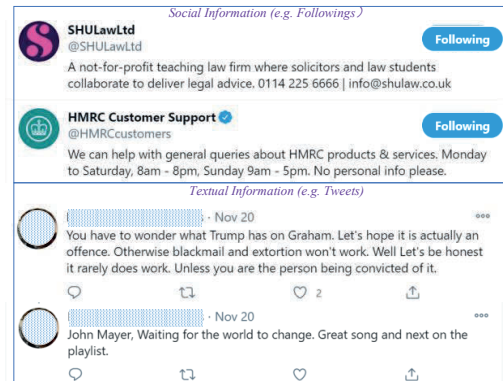 Social Information (e.g. Followings）
SHULawLtd
@SHULawLtd
Following
A not-for-profit teaching law firm where solicitors and law students
collaborate to deliver legal advice. 0114 225 6666 | info@shulaw.co.uk
HMRC Customer Support
@HMRCcustomers
Following
We can help with general queries about HMRC products & services. Monday
to Saturday, 8am - 8pm, Sunday 9am - 5pm. No personal info please.
Textual Information (e.g. Tweets)
· Nov 20
You have to wonder what Trump has on Graham. Let's hope it is actually an
offence. Otherwise blackmail and extortion won't work. Well Let's be honest
it rarely does work. Unless you are the person being convicted of it.
2
· Nov 20
John Mayer, Waiting for the world to change. Great song and next on the
playlist.